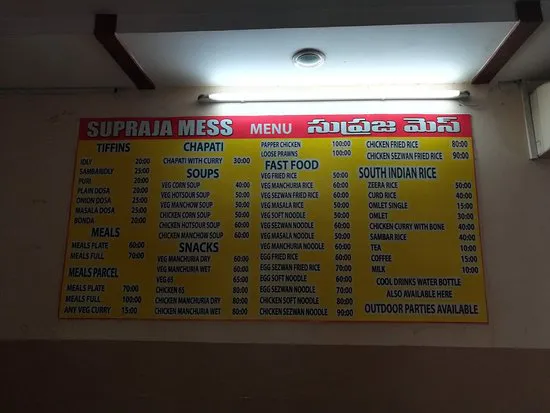 SUPRAJA MESS MENU సుప్రజ మెస్
TIFFINS
IDLY 20:00
SAMBARIDLY 25:00
PURI 20:00
PLAIN DOSA 20:00
ONION DOSA 25:00
MASALA DOSA 25:00
BONDA 20:00
MEALS
MEALS PLATE 60:00
MEALS FULL 70:00
MEALS PARCEL
MEALS PLATE 70:00
MEALS FULL 100:00
ANY VEG CURRY 15:00
CHAPATI
CHAPATI WITH CURRY 30:00
SOUPS
VEG CORN SOUP 40:00
VEG HOTSOUR SOUP 50:00
VEG MANCHOW SOUP 50:00
CHICKEN CORN SOUP 50:00
CHICKEN HOTSOUR SOUP 60:00
CHICKEN MANCHOW SOUP 60:00
SNACKS
VEG MANCHURIA DRY 60:00
VEG MANCHURIA WET 60:00
VEG 65
CHICKEN 65 80:00
CHICKEN MANCHURIA DRY 80:00
CHICKEN MANCHURIA WET 80:00
PAPPER CHICKEN 100:00
LOOSE PRAWNS 100:00
FAST FOOD
VEG FRIED RICE 50:00
VEG MANCHURIA RICE 60:00
VEG SEZWAN FRIED RICE 60:00
VEG MASALA RICE 50:00
VEG SOFT NOODLE 50:00
VEG SEZWAN NOODLE 60:00
VEG MASALA NOODLE 50:00
VEG MANCHURIA NOODLE 60:00
EGG FRIED RICE 60:00
EGG SEZWAN FRIED RICE 70:00
EGG SOFT NOODLE 60:00
EGG SEZWAN NOODLE 70:00
CHICKEN SOFT NOODLE 80:00
CHICKEN SEZWAN NOODLE 90:00
CHICKEN FRIED RICE 80:00
CHICKEN SEZWAN FRIED RICE 90:00
SOUTH INDIAN RICE
ZEERA RICE 50:00
CURD RICE 40:00
OMLET SINGLE 15:00
OMLET 30:00
CHICKEN CURRY WITH BONE 40:00
SAMBAR RICE 40:00
TEA 10:00
COFFEE 15:00
MILK 10:00
COOL DRINKS WATER BOTTLE
ALSO AVAILABLE HERE
OUTDOOR PARTIES AVAILABLE